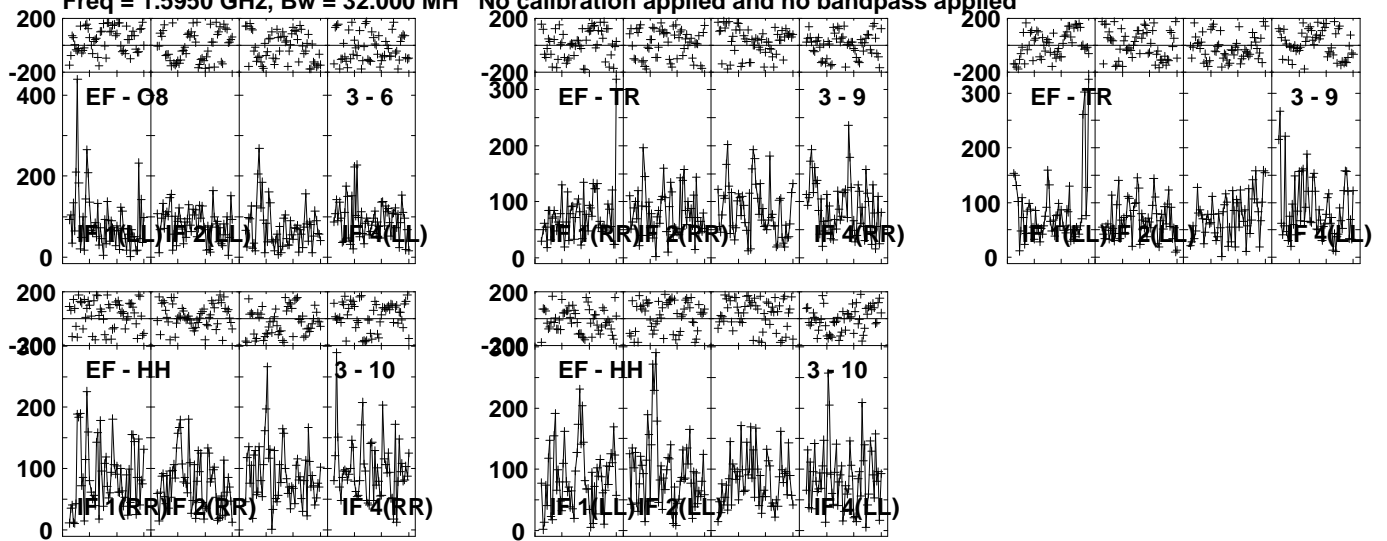 Freq = 1.5950 GHz, Bw = 32.000 MH No calibration applied and no bandpass applied
200
-200
400
200
0
EF - O8 3 - 6
IF 1(LL) IF 2(LL) IF 4(LL)
200
-200
300
200
100
0
EF - TR 3 - 9
IF 1(RR) IF 2(RR) IF 4(RR)
200
-200
300
200
100
0
EF - TR 3 - 9
IF 1(LL) IF 2(LL) IF 4(LL)
200
-200
300
200
100
0
EF - HH 3 - 10
IF 1(RR) IF 2(RR) IF 4(RR)
200
-200
300
200
100
0
EF - HH 3 - 10
IF 1(LL) IF 2(LL) IF 4(LL)